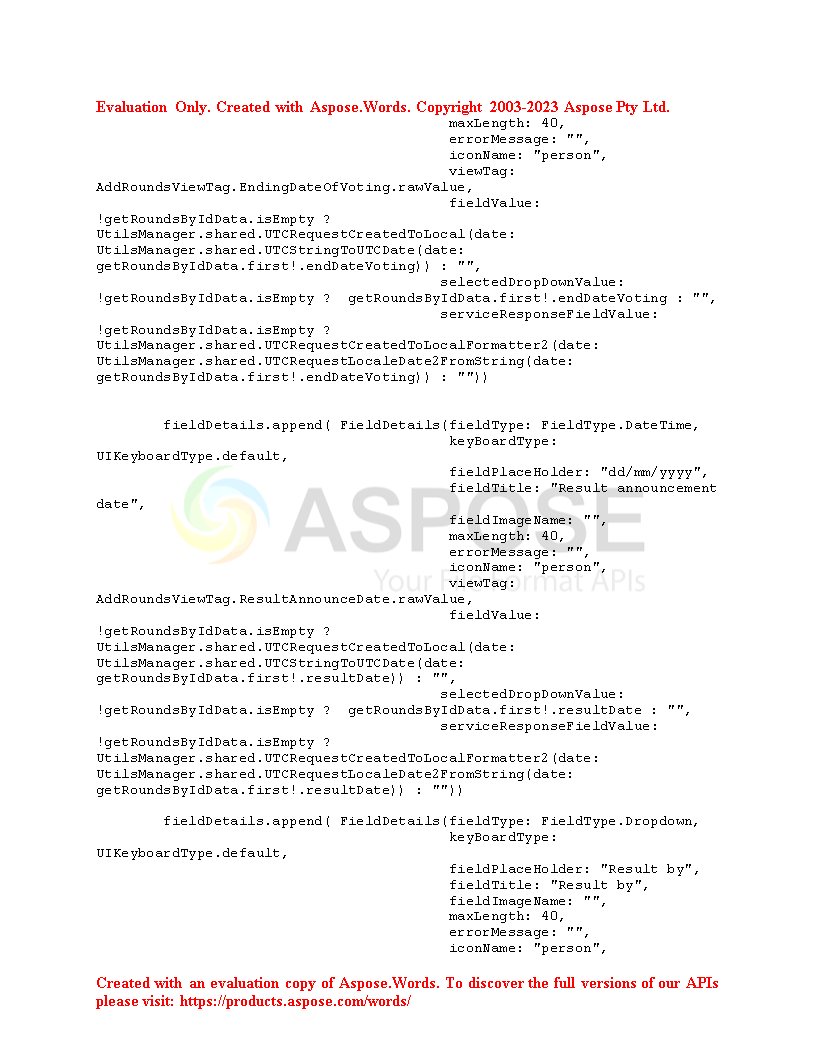 Evaluation Only. Created with Aspose.Words. Copyright 2003-2023 Aspose Pty Ltd.
maxLength: 40,
errorMessage: "",
iconName: "person",
viewTag:
AddRoundsViewTag.EndingDateOfVoting.rawValue,
fieldValue:
!getRoundsByIdData.isEmpty ?
UtilsManager.shared.UTCRequestCreatedToLocal(date:
UtilsManager.shared.UTCStringToUTCDate(date:
getRoundsByIdData.first!.endDateVoting)) : "",
selectedDropDownValue:
!getRoundsByIdData.isEmpty ?  getRoundsByIdData.first!.endDateVoting : "",
serviceResponseFieldValue:
!getRoundsByIdData.isEmpty ?
UtilsManager.shared.UTCRequestCreatedToLocalFormatter2(date:
UtilsManager.shared.UTCRequestLocaleDate2FromString(date:
getRoundsByIdData.first!.endDateVoting)) : ""))
fieldDetails.append( FieldDetails(fieldType: FieldType.DateTime,
keyBoardType:
UIKeyboardType.default,
fieldPlaceHolder: "dd/mm/yyyy",
fieldTitle: "Result announcement
date",
fieldImageName: "",
ASPOSE
maxLength: 40,
errorMessage: "",
iconName: "person",
Your File Format APIs
viewTag:
AddRoundsViewTag.ResultAnnounceDate.rawValue,
fieldValue:
!getRoundsByIdData.isEmpty ?
UtilsManager.shared.UTCRequestCreatedToLocal(date:
UtilsManager.shared.UTCStringToUTCDate(date:
getRoundsByIdData.first!.resultDate)) : "",
selectedDropDownValue:
!getRoundsByIdData.isEmpty ?  getRoundsByIdData.first!.resultDate : "",
serviceResponseFieldValue:
!getRoundsByIdData.isEmpty ?
UtilsManager.shared.UTCRequestCreatedToLocalFormatter2(date:
UtilsManager.shared.UTCRequestLocaleDate2FromString(date:
getRoundsByIdData.first!.resultDate)) : ""))
fieldDetails.append( FieldDetails(fieldType: FieldType.Dropdown,
keyBoardType:
UIKeyboardType.default,
fieldPlaceHolder: "Result by",
fieldTitle: "Result by",
fieldImageName: "",
maxLength: 40,
errorMessage: "",
iconName: "person",
Created with an evaluation copy of Aspose.Words. To discover the full versions of our APIs
please visit: https://products.aspose.com/words/